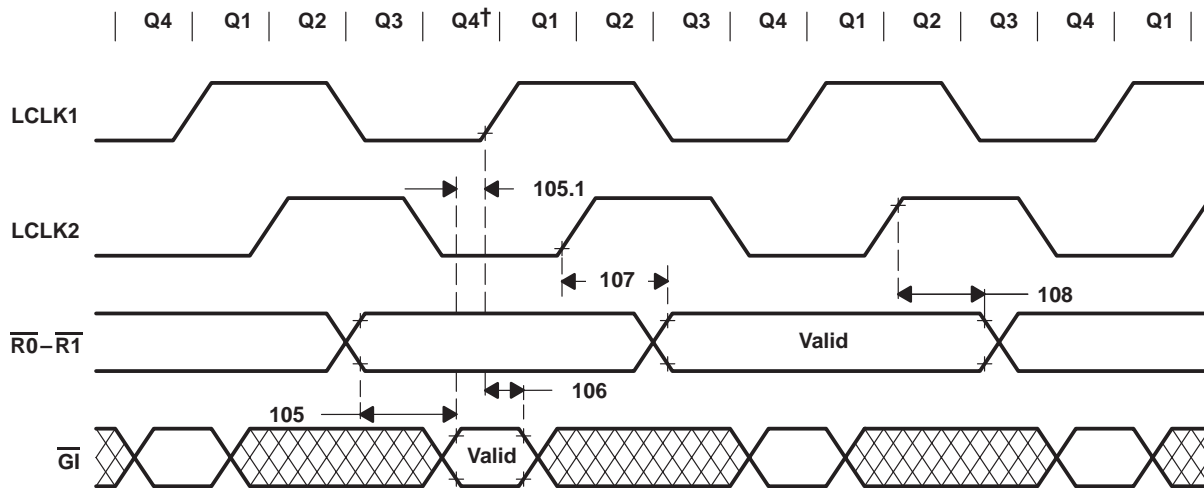 Q4 Q1 Q2 Q3 Q4† Q1 Q2 Q3 Q4 Q1 Q2 Q3 Q4 Q1
LCLK1
105.1
LCLK2
107
108
R0–R1
Valid
106
105
GI
Valid